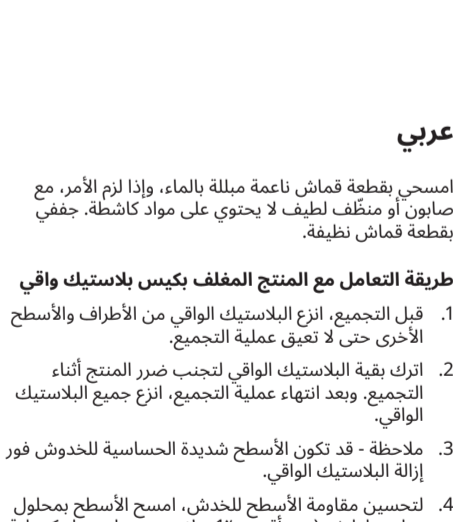 عربي
امسحي بقطعة قماش ناعمة مبللة بالماء، وإذا لزم الأمر، مع
صابون أو منظّف لطيف لا يحتوي على مواد كاشطة. جففي
بقطعة قماش نظيفة.
طريقة التعامل مع المنتج المغلف بكيس بلاستيك واقي
1. قبل التجميع، انزع البلاستيك الواقي من الأطراف والأسطح
الأخرى حتى لا تعيق عملية التجميع.
2. اترك بقية البلاستيك الواقي لتجنب ضرر المنتج أثناء
التجميع. وبعد انتهاء عملية التجميع، انزع جميع البلاستيك
الواقي.
3. ملاحظة - قد تكون الأسطح شديدة الحساسية للخدوش فور
إزالة البلاستيك الواقي.
4. لتحسين مقاومة الأسطح للخدش، امسح الأسطح بمحلول